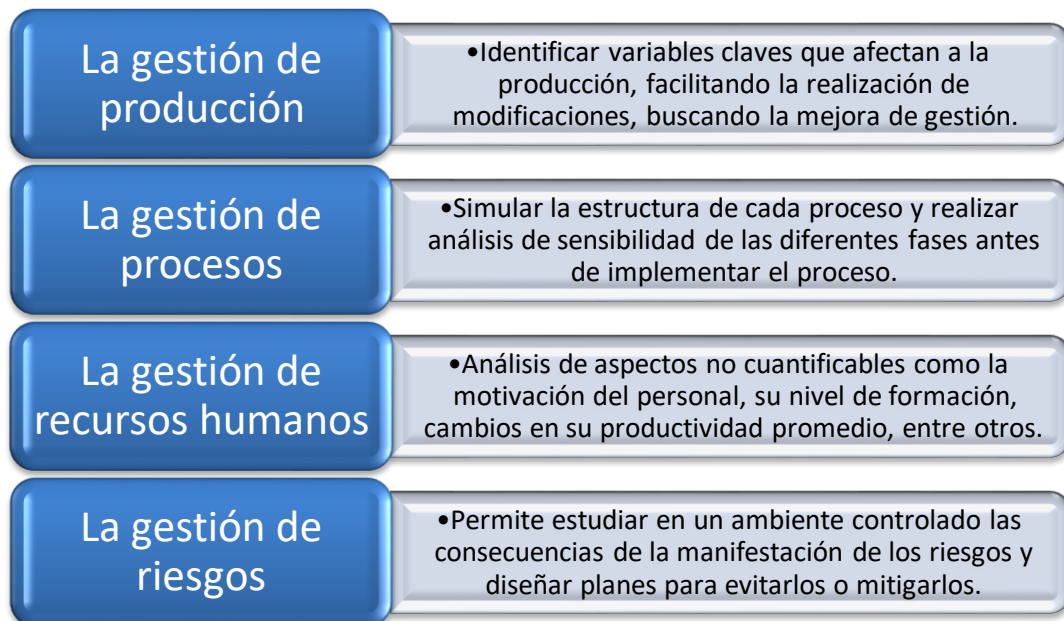 La gestión de
producción
•Identificar variables claves que afectan a la
producción, facilitando la realización de
modificaciones, buscando la mejora de gestión.
La gestión de
procesos
•Simular la estructura de cada proceso y realizar
análisis de sensibilidad de las diferentes fases antes
de implementar el proceso.
La gestión de
recursos humanos
•Análisis de aspectos no cuantificables como la
motivación del personal, su nivel de formación,
cambios en su productividad promedio, entre otros.
La gestión de
riesgos
•Permite estudiar en un ambiente controlado las
consecuencias de la manifestación de los riesgos y
diseñar planes para evitarlos o mitigarlos.